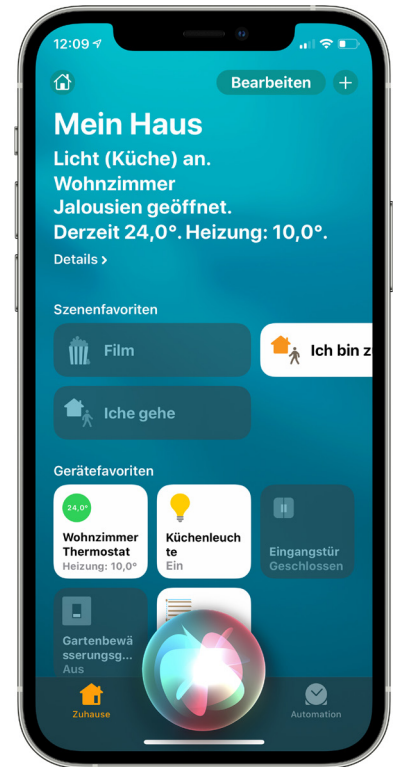 12:09
Bearbeiten
Mein Haus
Licht (Küche) an.
Wohnzimmer
Jalousien geöffnet.
Derzeit 24,0°. Heizung: 10,0°.
Details >
Szenenfavoriten
Film
Ich bin z
Iche gehe
Gerätefavoriten
24,0°
Wohnzimmer
Thermostat
Heizung: 10,0°
Küchenleuch
te
Ein
Eingangstür
Geschlossen
Gartenbewä
sserungsg...
Aus
Zuhause
Automation